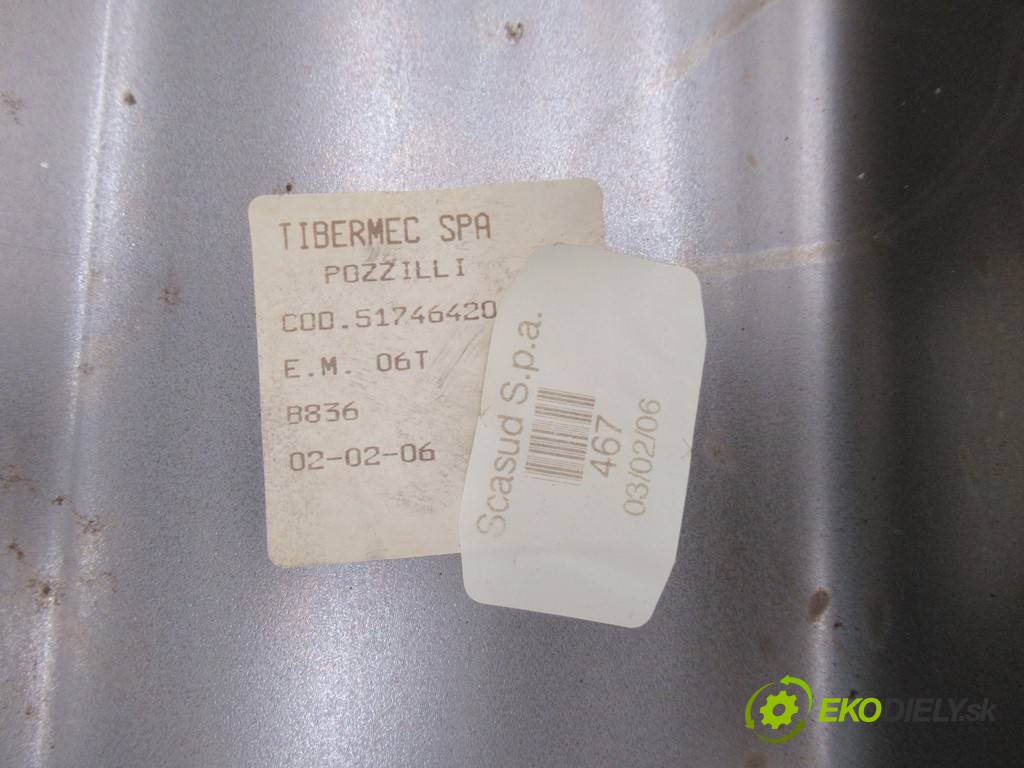 TIBERMEC SPA
POZZILLI
COD.51746420
E.M. 06T
B836
02-02-06
Scasud S.p.a.
467
03/02/06
EKODIELY.sk